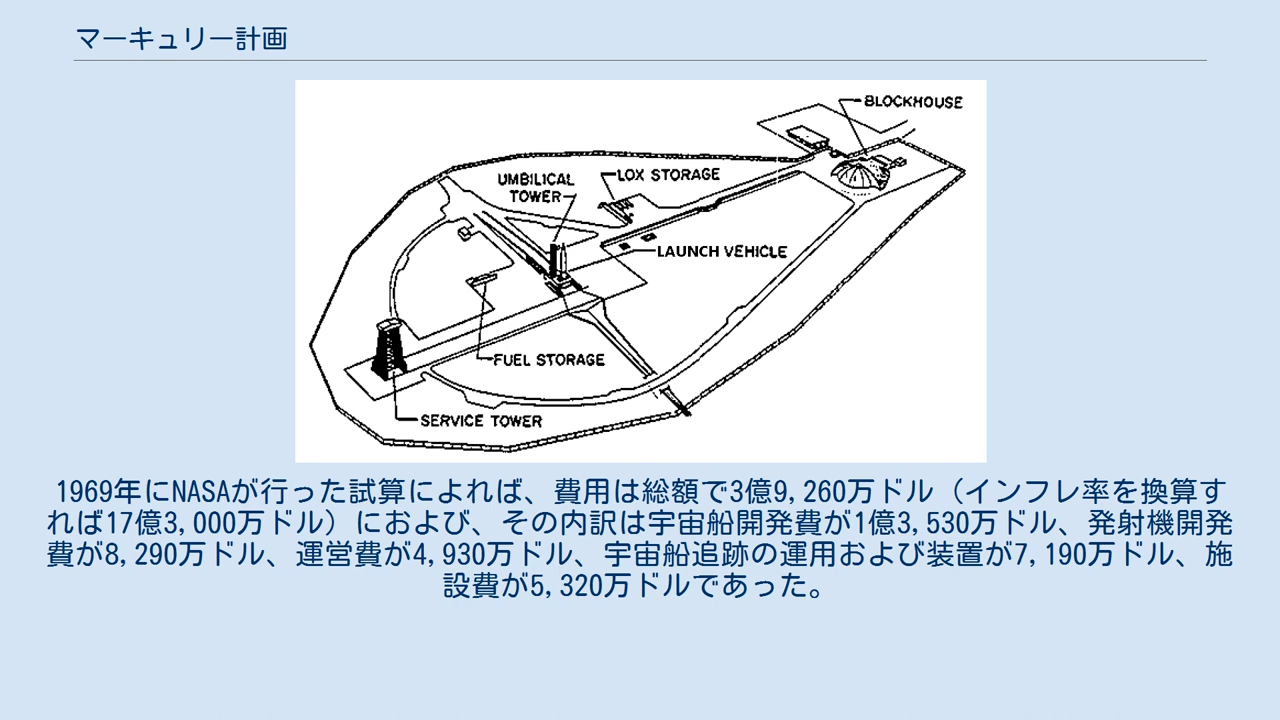 マーキュリー計画
BLOCKHOUSE
UMBILICAL
TOWER
LOX STORAGE
LAUNCH VEHICLE
FUEL STORAGE
SERVICE TOWER
1969年にNASAが行った試算によれば、費用は総額で3億9,260万ドル（インフレ率を換算す
れば17億3,000万ドル）におよび、その内訳は宇宙船開発費が1億3,530万ドル、発射機開発
費が8,290万ドル、運営費が4,930万ドル、宇宙船追跡の運用および装置が7,190万ドル、施
設費が5,320万ドルであった。